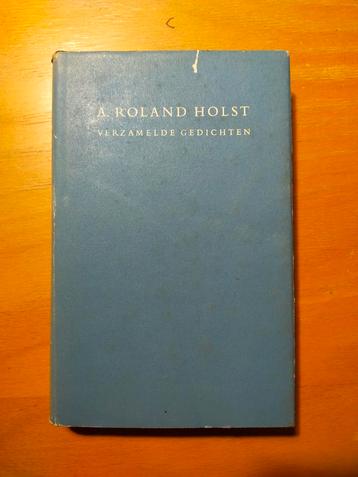 A. ROLAND HOLST
VERZAMELDE GEDICHTEN